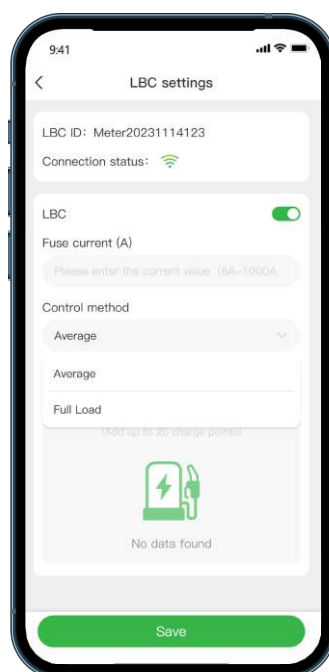 9:41
LBC settings
LBC ID: Meter20231114123
Connection status:
LBC
Fuse current (A)
Please enter the current value (6A-1000A
Control method
Average
Average
Full Load
(Add up to 20 charge points)
No data found
Save